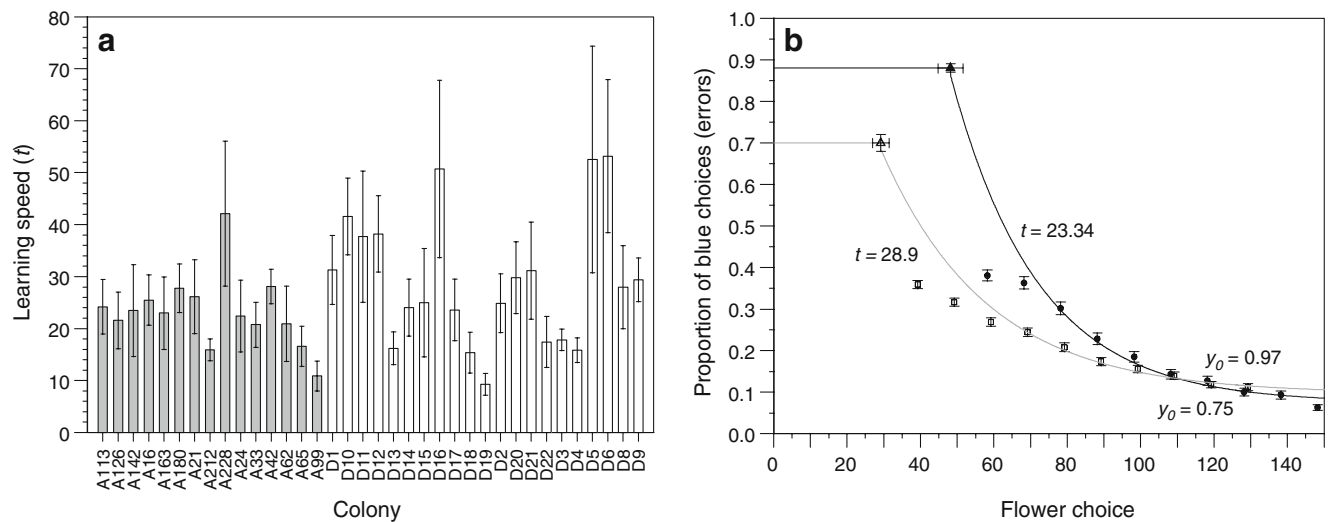 a
80
70
60
50
40
30
20
10
0
Learning speed (t)
A113
A126
A142
A16
A163
A180
A21
A212
A228
A24
A33
A42
A62
A65
A99
D1
D10
D11
D12
D13
D14
D15
D16
D17
D18
D19
D2
D20
D21
D22
D3
D4
D5
D6
D8
D9
Colony
b
1.0
0.9
0.8
0.7
0.6
0.5
0.4
0.3
0.2
0.1
0.0
Proportion of blue choices (errors)
t = 23.34
t = 28.9
y0 = 0.97
y0 = 0.75
0 20 40 60 80 100 120 140
Flower choice